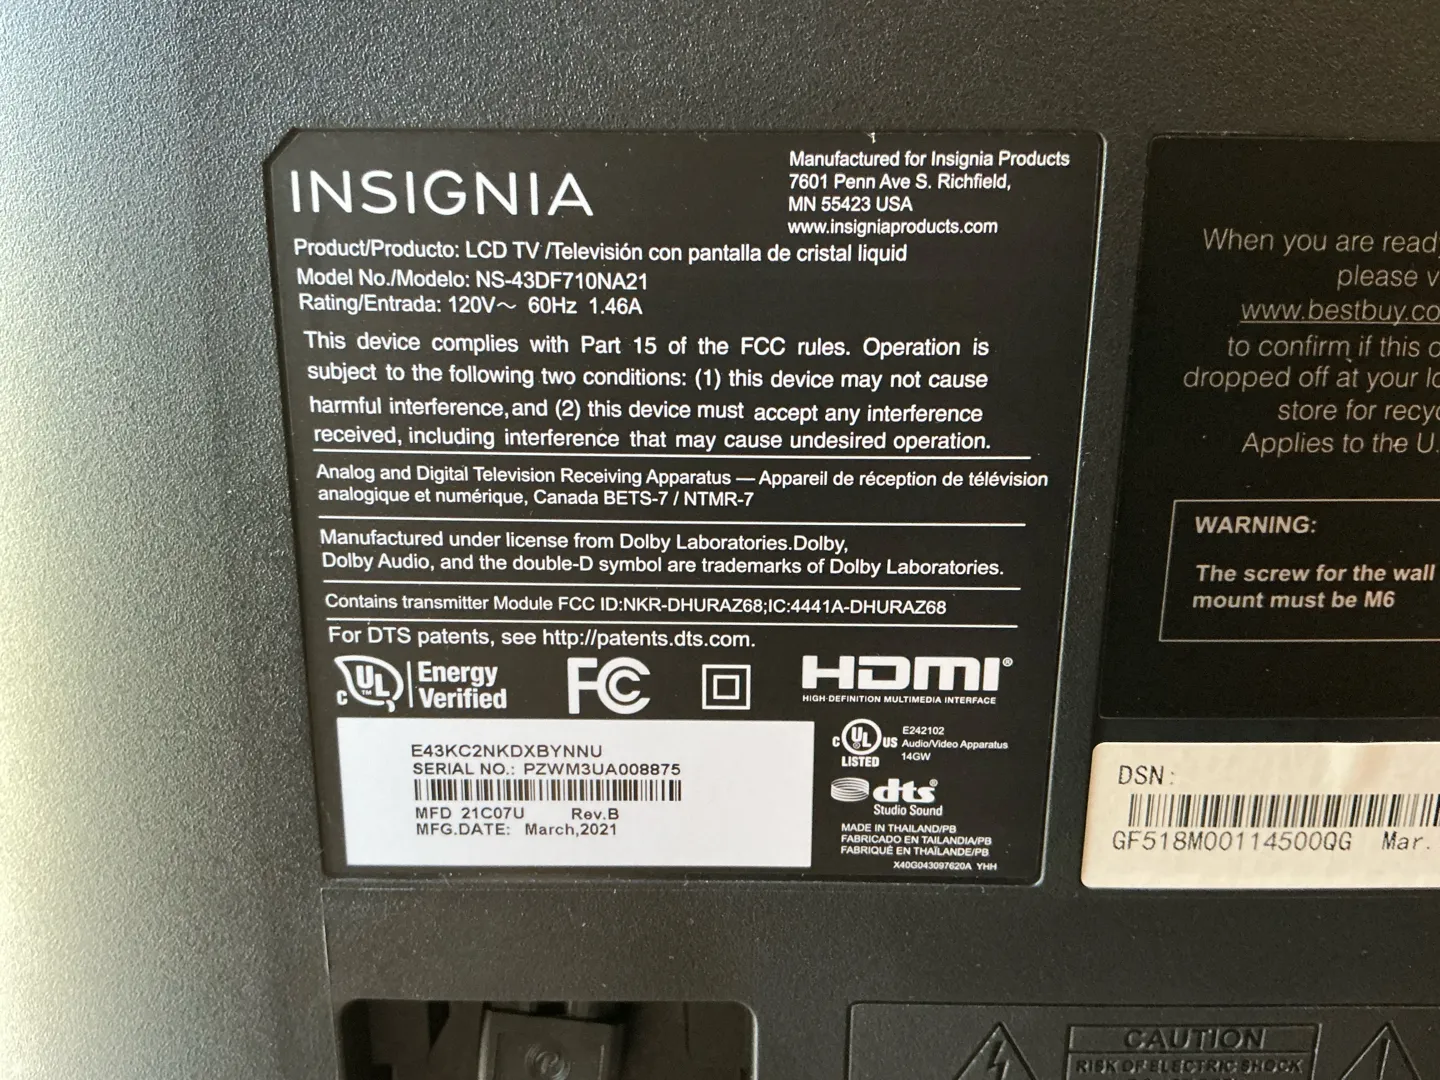 INSIGNIA
Manufactured for Insignia Products
7601 Penn Ave S. Richfield,
MN 55423 USA
www.insigniaproducts.com
Product/Producto: LCD TV /Televisión con pantalla de cristal liquid
Model No./Modelo: NS-43DF710NA21
Rating/Entrada: 120V～ 60Hz 1.46A
This device complies with Part 15 of the FCC rules. Operation is
subject to the following two conditions: (1) this device may not cause
harmful interference,and (2) this device must accept any interference
received, including interference that may cause undesired operation.
Analog and Digital Television Receiving Apparatus — Appareil de réception de télévision
analogique et numérique, Canada BETS-7 / NTMR-7
Manufactured under license from Dolby Laboratories.Dolby,
Dolby Audio, and the double-D symbol are trademarks of Dolby Laboratories.
Contains transmitter Module FCC ID:NKR-DHURAZ68;IC:4441A-DHURAZ68
For DTS patents, see http://patents.dts.com.
C UL TM Energy
Verified
FC
HDMI®
HIGH-DEFINITION MULTIMEDIA INTERFACE
E43KC2NKDXBYNNU
SERIAL NO.: PZWM3UA008875
MFD 21C07U Rev.B
MFG.DATE: March,2021
C UL US
LISTED
E242102
Audio/Video Apparatus
14GW
dts®
Studio Sound
MADE IN THAILAND/PB
FABRICADO EN TAILANDIA/PB
FABRIQUÉ EN THAÏLANDE/PB
X40G043097620A YHH
When you are ready
please v
www.bestbuy.co
to confirm if this
dropped off at your lo
store for recyc
Applies to the U.
WARNING:
The screw for the wall
mount must be M6
DSN:
GF518M00114500QG Mar.
CAUTION
RISK OF ELECTRIC SHOCK